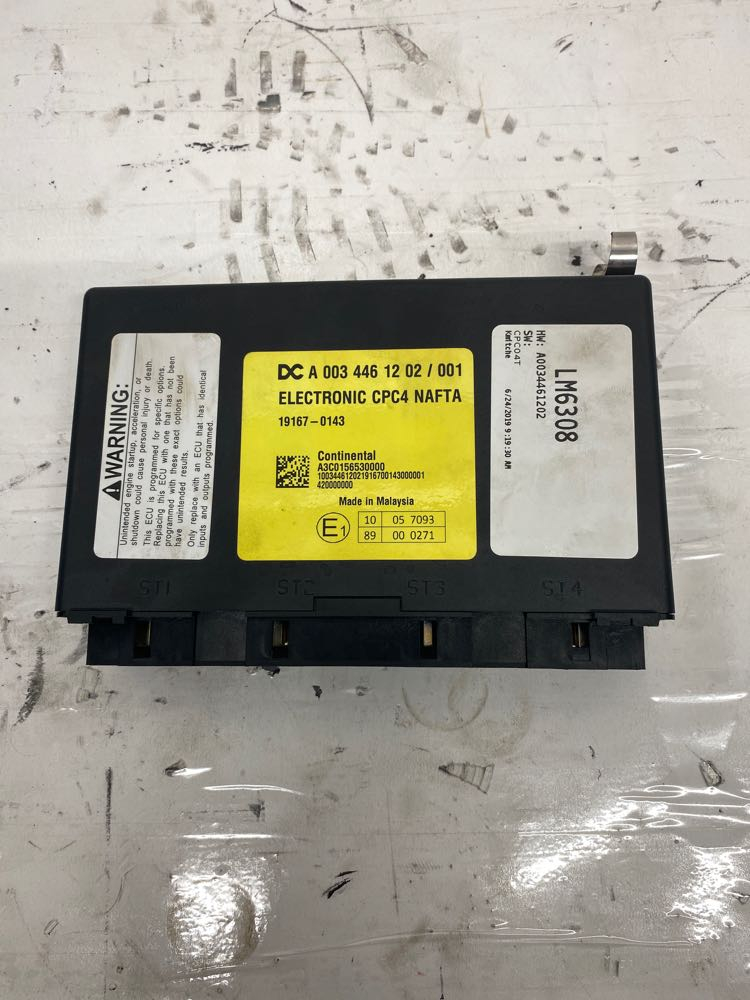 WARNING:
Unintended engine startup, acceleration, or
shutdown could cause personal injury or death.
This ECU is programmed for specific options.
Replacing this ECU with one that has not been
programmed with these exact options could
have unintended results.
Only replace with an ECU that has identical
inputs and outputs programmed.
DC A 003 446 12 02 / 001
ELECTRONIC CPC4 NAFTA
19167-0143
Continental
A3C0156530000
10034461202191670014300001
420000000
Made in Malaysia
E1
10 05 7093
89 00 0271
LM6308
HW: A0034461202
SW:
CPC04T
6/24/2019 9:19:30 AM
ST1
ST2
ST3
ST4